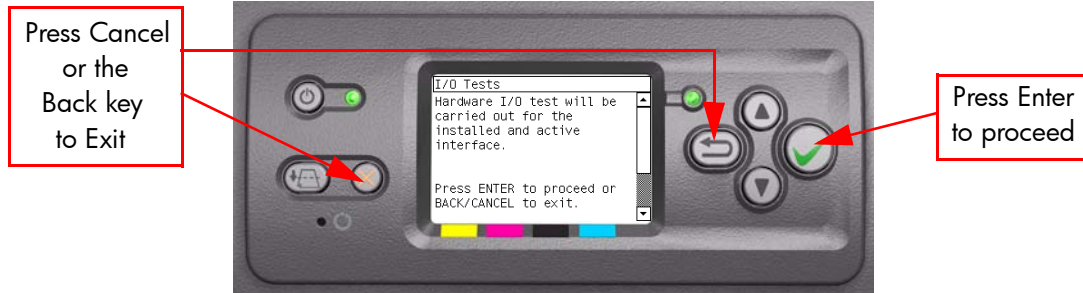 Press Cancel
or the
Back key
to Exit
I/O Tests
Hardware I/O test will be
carried out for the
installed and active
interface.
Press ENTER to proceed or
BACK/CANCEL to exit.
Press Enter
to proceed